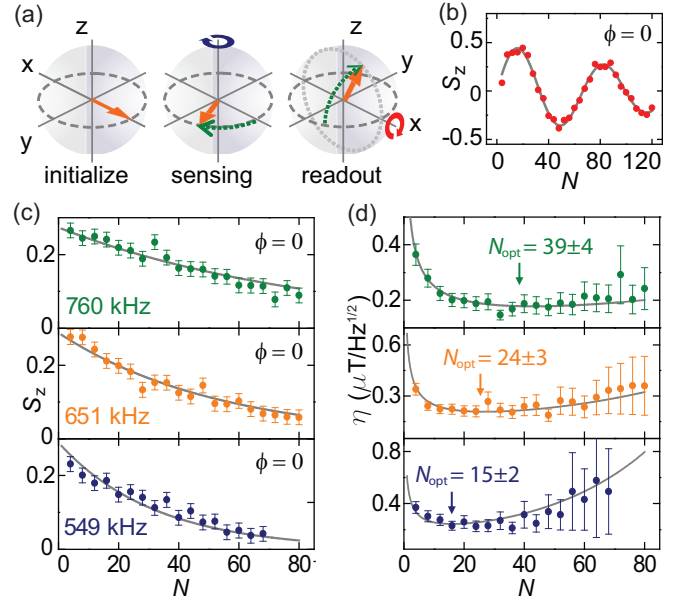 (a)
z
x
y
initialize
z
sensing
z
y
x
readout
(b)
S_z
0.5
0
-0.5
ϕ = 0
0 40 80 120
N
(c)
S_z
0.2
0
ϕ = 0
760 kHz
0.2
0
ϕ = 0
651 kHz
0.2
0
ϕ = 0
549 kHz
0 20 40 60 80
N
(d)
η (μT/Hz^{1/2})
0.4
0.2
N_opt = 39±4
0.6
0.3
N_opt = 24±3
0.4
N_opt = 15±2
0 20 40 60 80
N